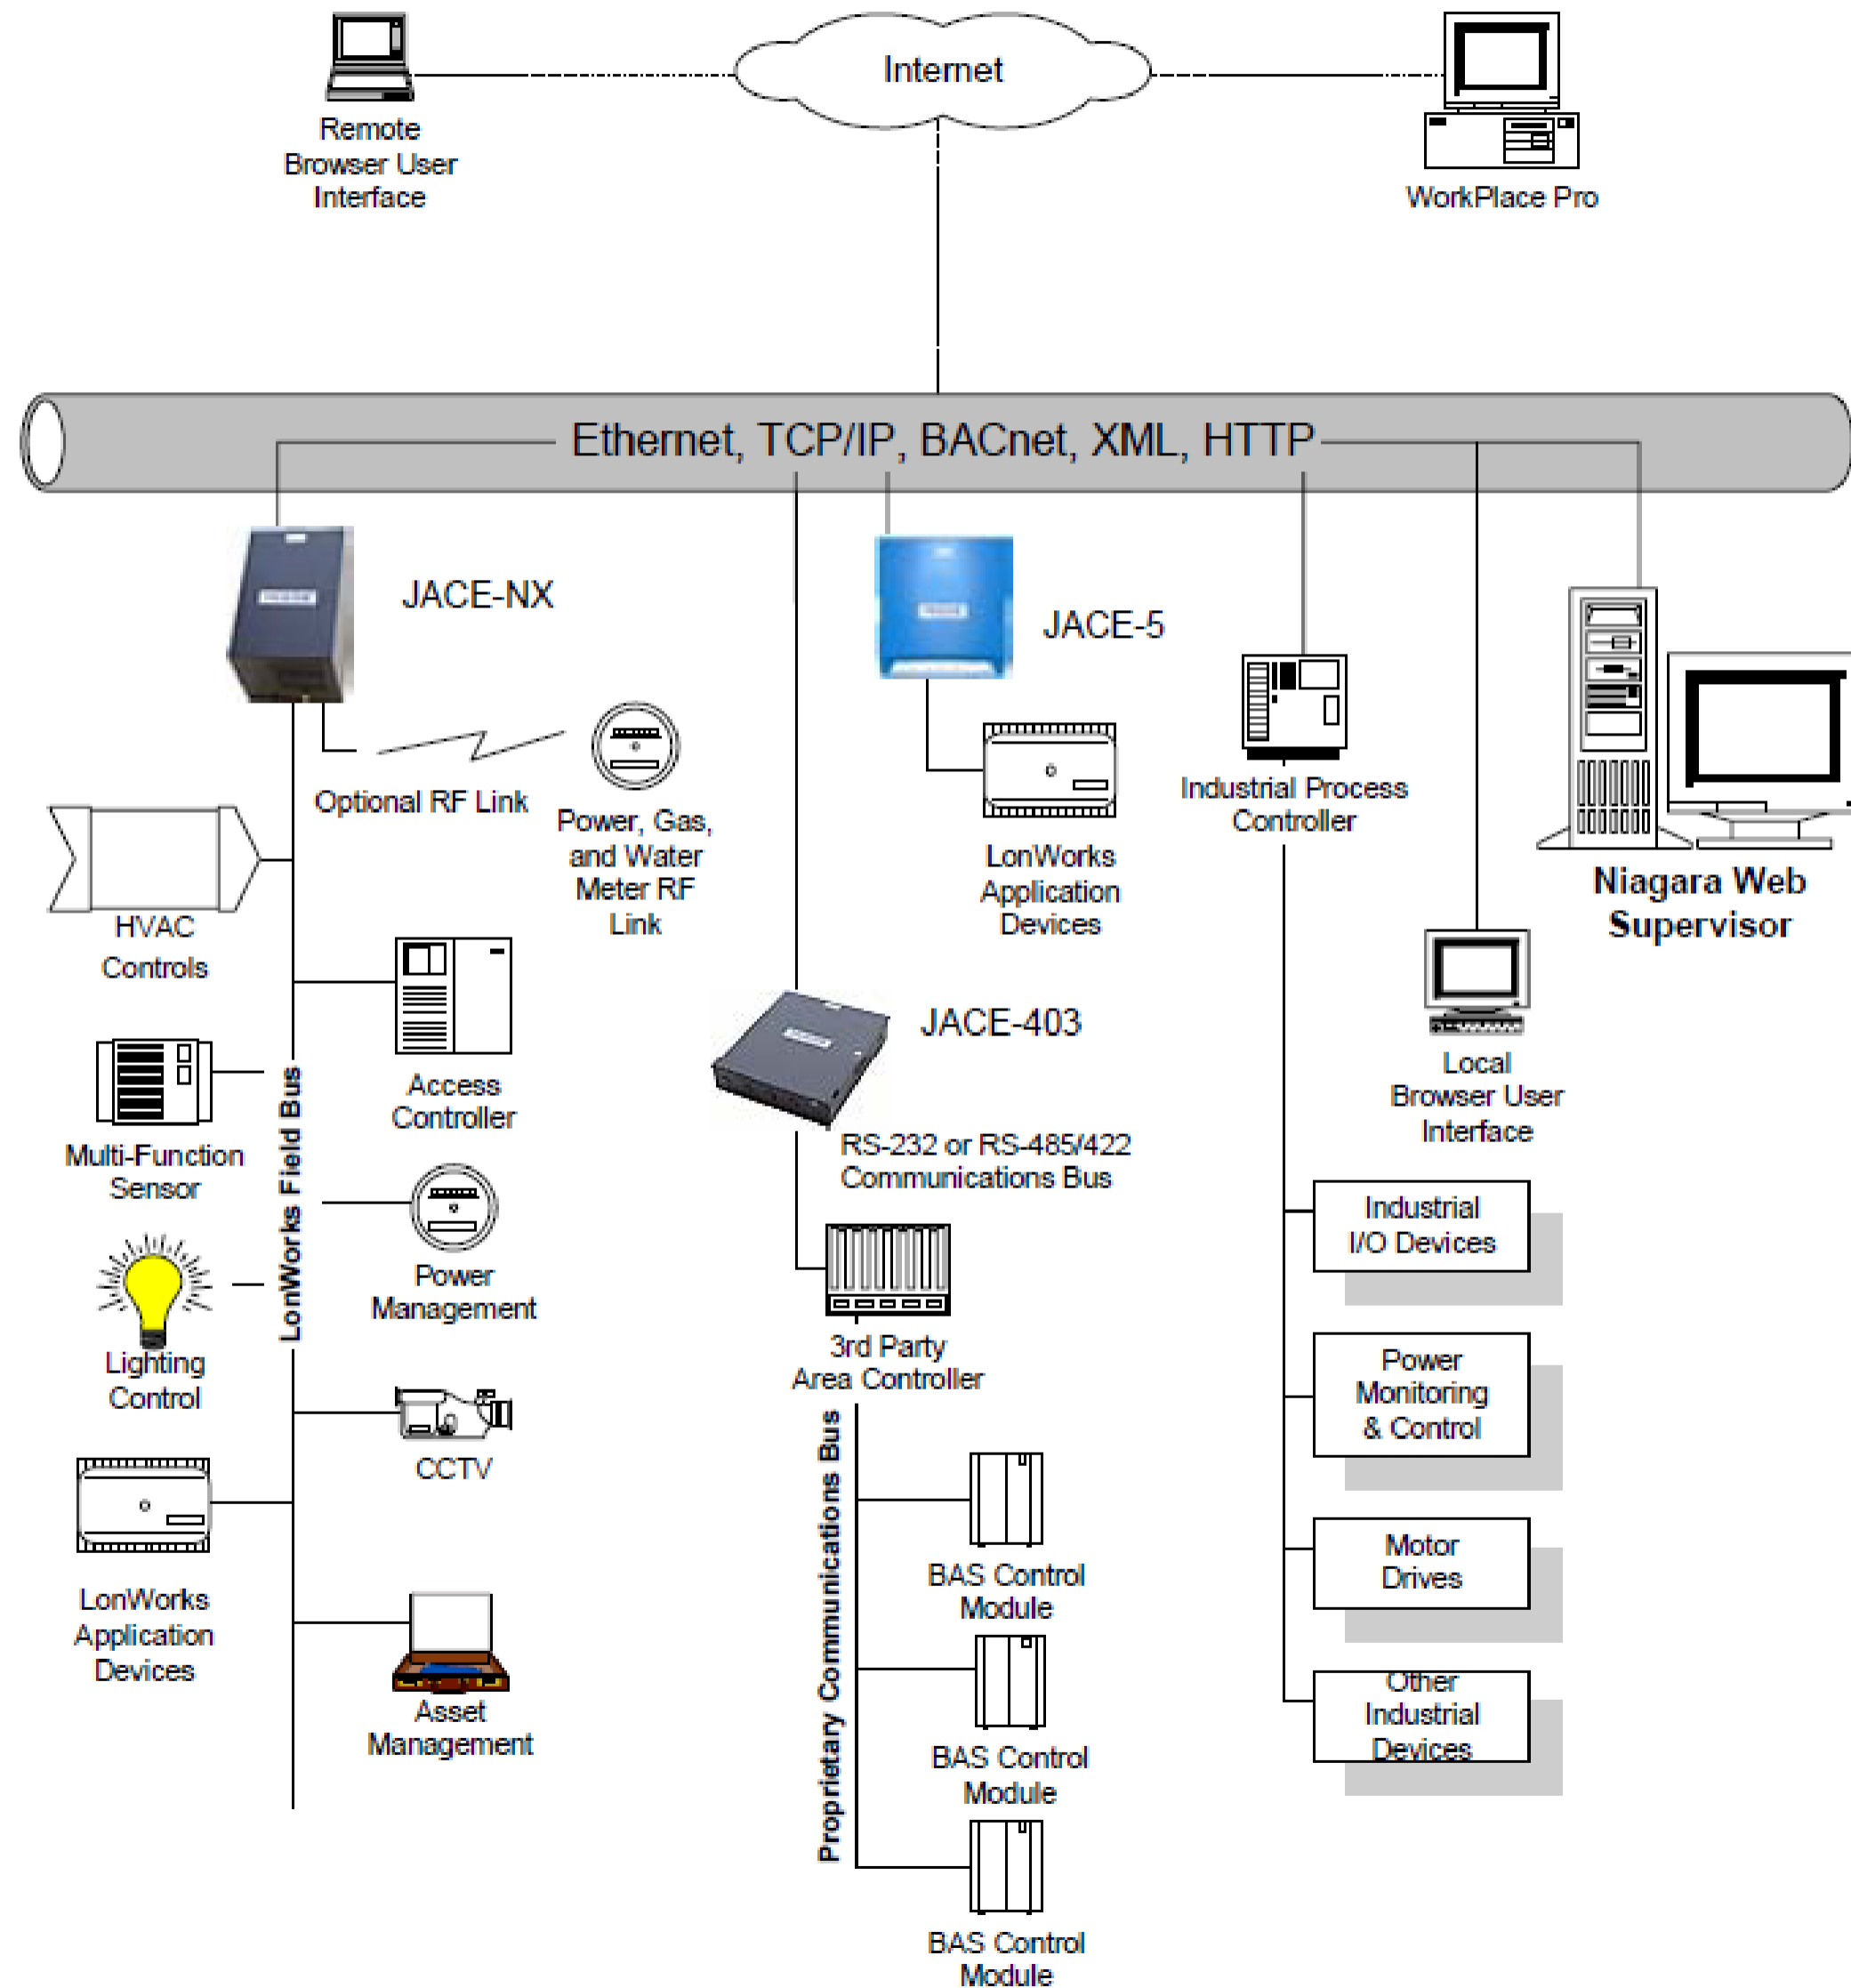 Internet
Remote
Browser User
Interface
WorkPlace Pro
Ethernet, TCP/IP, BACnet, XML, HTTP
JACE-NX
JACE-5
Optional RF Link
Power, Gas,
and Water
Meter RF
Link
LonWorks
Application
Devices
Industrial Process
Controller
Niagara Web
Supervisor
HVAC
Controls
Access
Controller
JACE-403
Local
Browser User
Interface
Multi-Function
Sensor
LonWorks Field Bus
RS-232 or RS-485/422
Communications Bus
Power
Management
Industrial
I/O Devices
Lighting
Control
3rd Party
Area Controller
Power
Monitoring
& Control
CCTV
Proprietary Communications Bus
LonWorks
Application
Devices
BAS Control
Module
Motor
Drives
Asset
Management
BAS Control
Module
Other
Industrial
Devices
BAS Control
Module